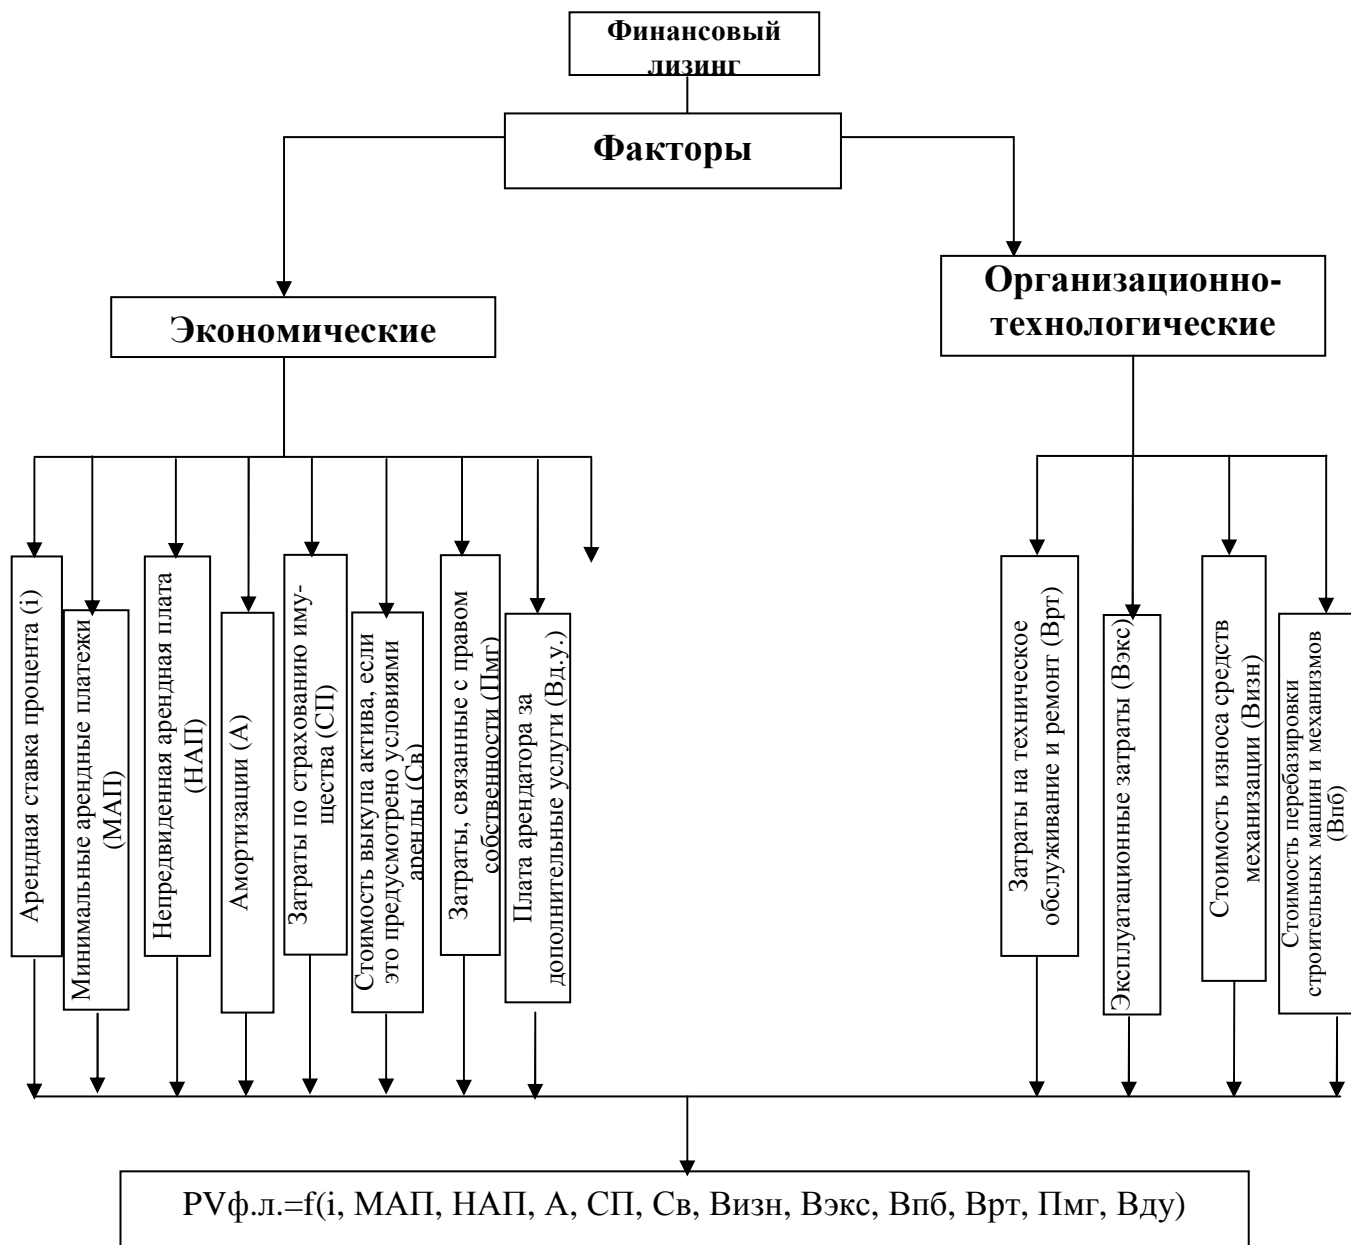 Финансовый
лизинг
Факторы
Экономические
Организационно-
технологические
Арендная ставка процента (i)
Минимальные арендные платежи
(МАП)
Непредвиденная арендная плата
(НАП)
Амортизации (А)
Затраты по страхованию иму-
щества (СП)
Стоимость выкупа актива, если
это предусмотрено условиями
аренды (Св)
Затраты, связанные с правом
собственности (Пмг)
Плата арендатора за
дополнительные услуги (Вд.у.)
Затраты на техническое
обслуживание и ремонт (Врт)
Эксплуатационные затраты (Вэкс)
Стоимость износа средств
механизации (Визн)
Стоимость перебазировки
строительных машин и механизмов
(Впб)
PVф.л.=f(i, МАП, НАП, А, СП, Св, Визн, Вэкс, Впб, Врт, Пмг, Вду)